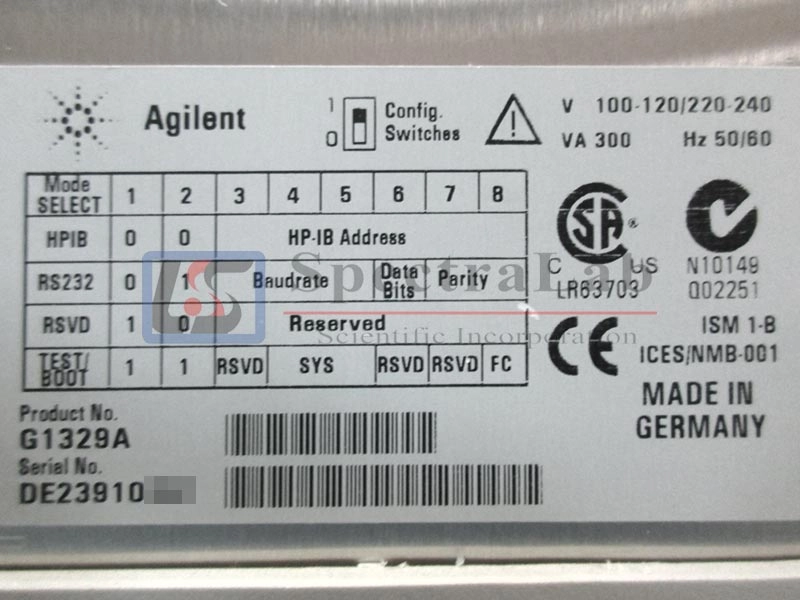 Agilent
1
0
Config.
Switches
V 100-120/220-240
VA 300 Hz 50/60
Mode SELECT 1 2 3 4 5 6 7 8
HPIB 0 0 HP-IB Address
RS232 0 1 Baudrate Data Bits Parity
RSVD 1 0 Reserved
TEST/BOOT 1 1 RSVD SYS RSVD RSVD FC
SA ®
C US
LR63703
N10149
Q02251
CE
ISM 1-B
ICES/NMB-001
MADE IN
GERMANY
Product No.
G1329A
Serial No.
DE23910
SpectraLab
Scientific Incorporation